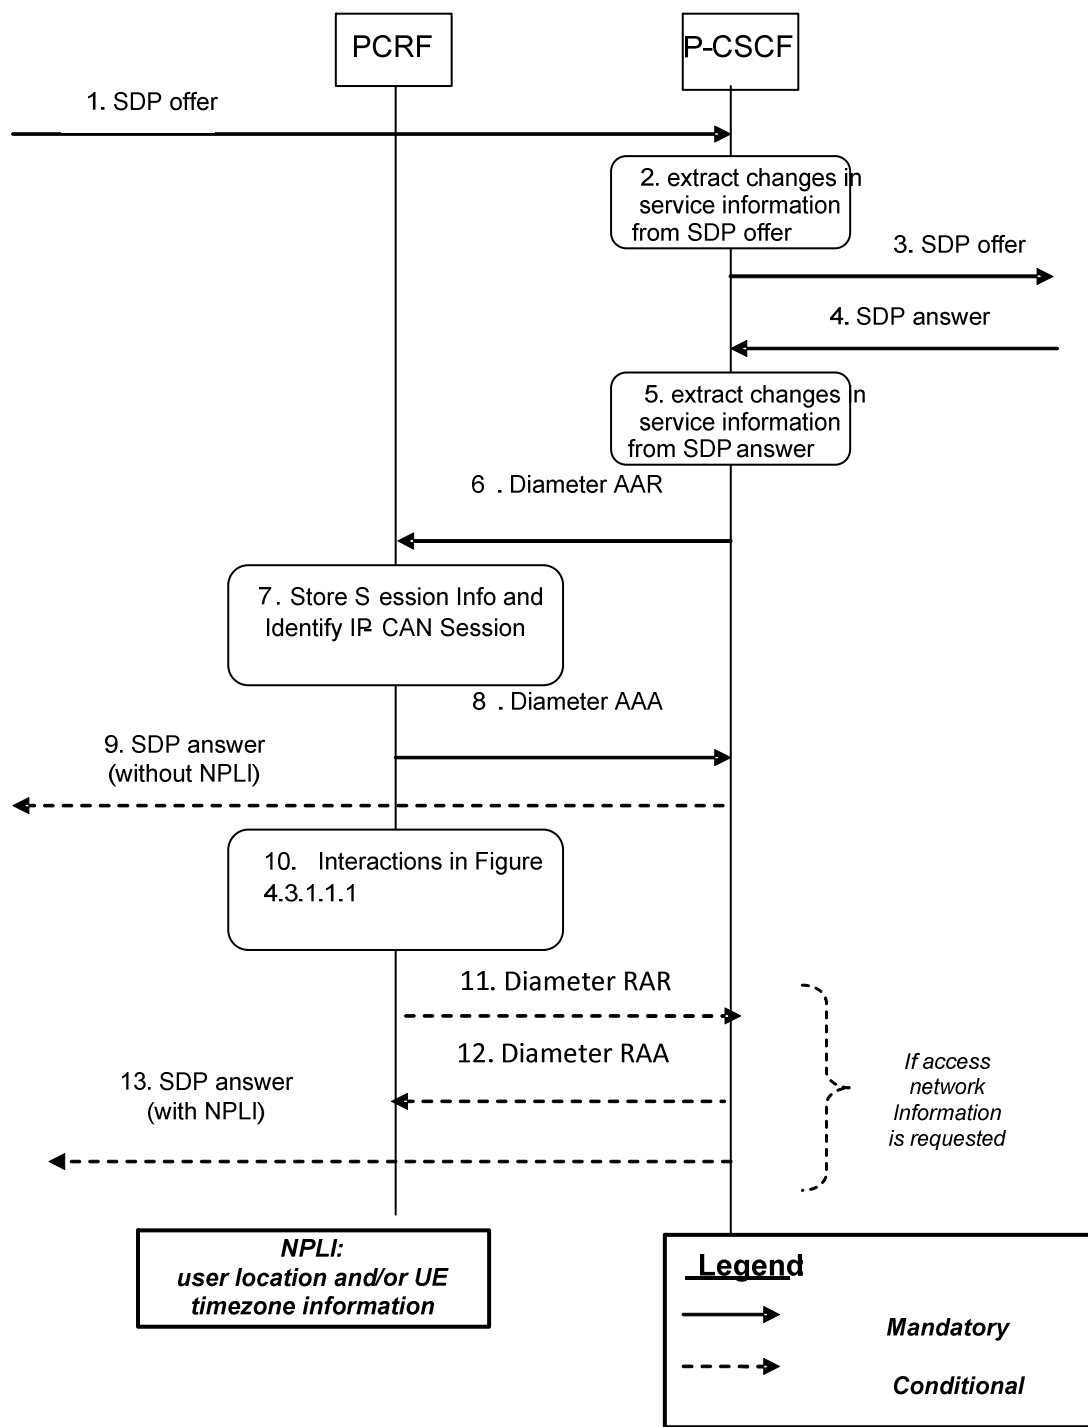 PCRF
P-CSCF
1. SDP offer
2. extract changes in
service information
from SDP offer
3. SDP offer
4. SDP answer
5. extract changes in
service information
from SDP answer
6 . Diameter AAR
7. Store S ession Info and
Identify IP- CAN Session
8 . Diameter AAA
9. SDP answer
(without NPLI)
10. Interactions in Figure
4.3.1.1.1
11. Diameter RAR
12. Diameter RAA
13. SDP answer
(with NPLI)
If access
network
Information
is requested
NPLI:
user location and/or UE
timezone information
Legend:
Mandatory
Conditional